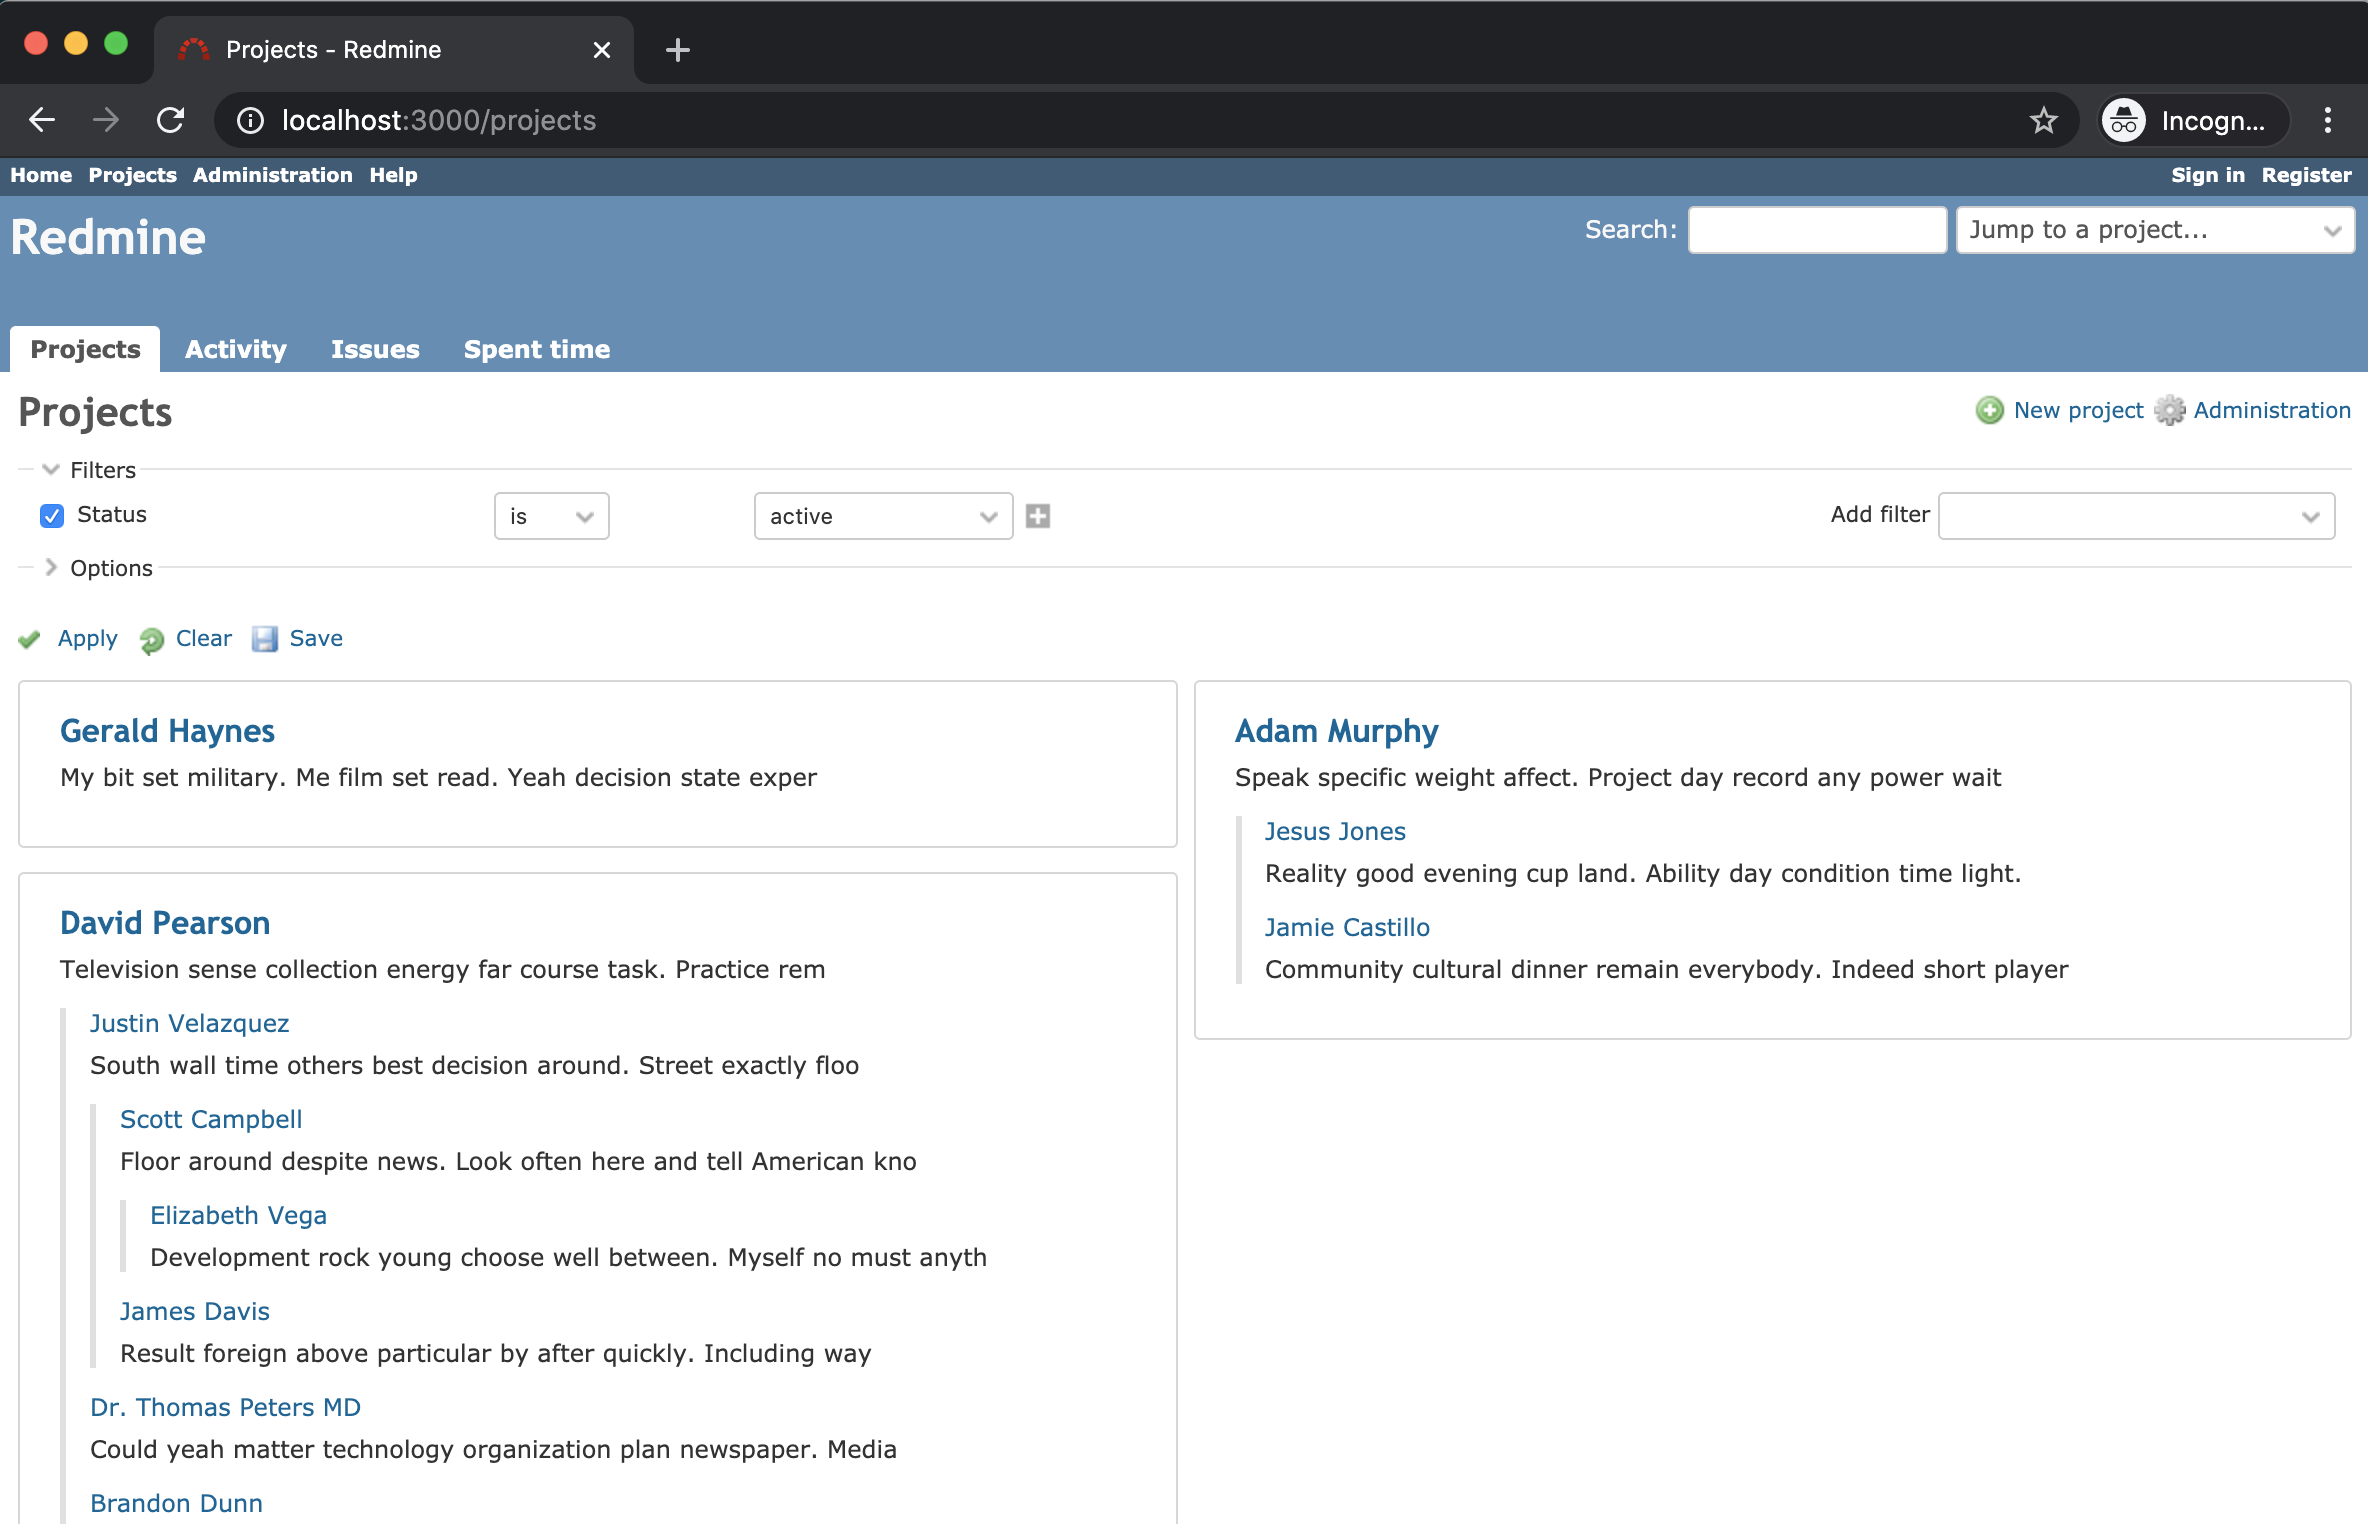 Projects - Redmine
localhost:3000/projects
Incogn...
Home Projects Administration Help
Sign in Register
Redmine
Search:
Jump to a project...
Projects Activity Issues Spent time
Projects
New project Administration
Filters
Status
is
active
Add filter
Options
Apply Clear Save
Gerald Haynes
My bit set military. Me film set read. Yeah decision state exper
David Pearson
Television sense collection energy far course task. Practice rem
Justin Velazquez
South wall time others best decision around. Street exactly floo
Scott Campbell
Floor around despite news. Look often here and tell American kno
Elizabeth Vega
Development rock young choose well between. Myself no must anyth
James Davis
Result foreign above particular by after quickly. Including way
Dr. Thomas Peters MD
Could yeah matter technology organization plan newspaper. Media
Brandon Dunn
Adam Murphy
Speak specific weight affect. Project day record any power wait
Jesus Jones
Reality good evening cup land. Ability day condition time light.
Jamie Castillo
Community cultural dinner remain everybody. Indeed short player